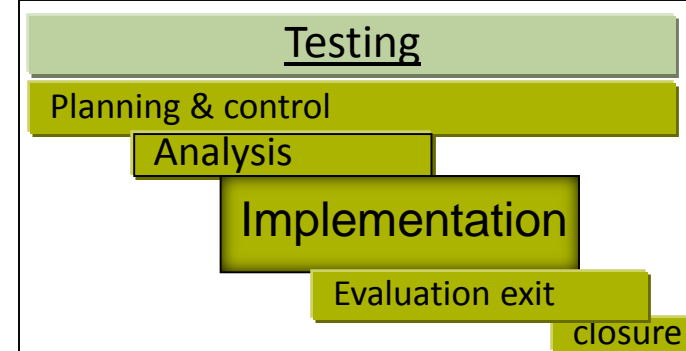 Testing
Planning & control
Analysis
Implementation
Evaluation exit
closure